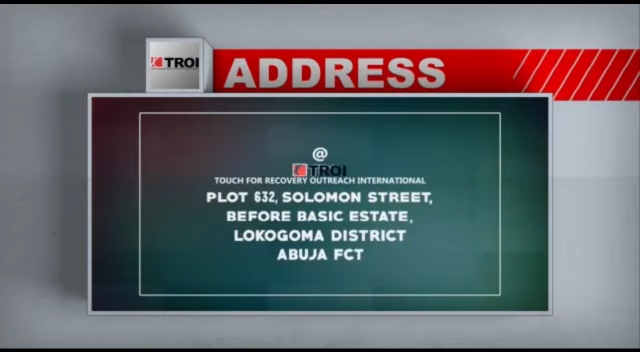 TROI
ADDRESS
@
TROI
TOUCH FOR RECOVERY OUTREACH INTERNATIONAL
PLOT 632, SOLOMON STREET,
BEFORE BASIC ESTATE,
LOKOGOMA DISTRICT
ABUJA FCT